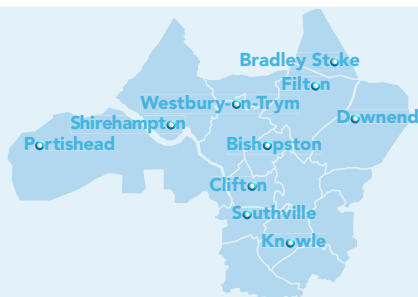 Bradley Stoke
Filton
Westbury-on-Trym
Downend
Shirehampton
Portishead
Bishopston
Clifton
Southville
Knowle